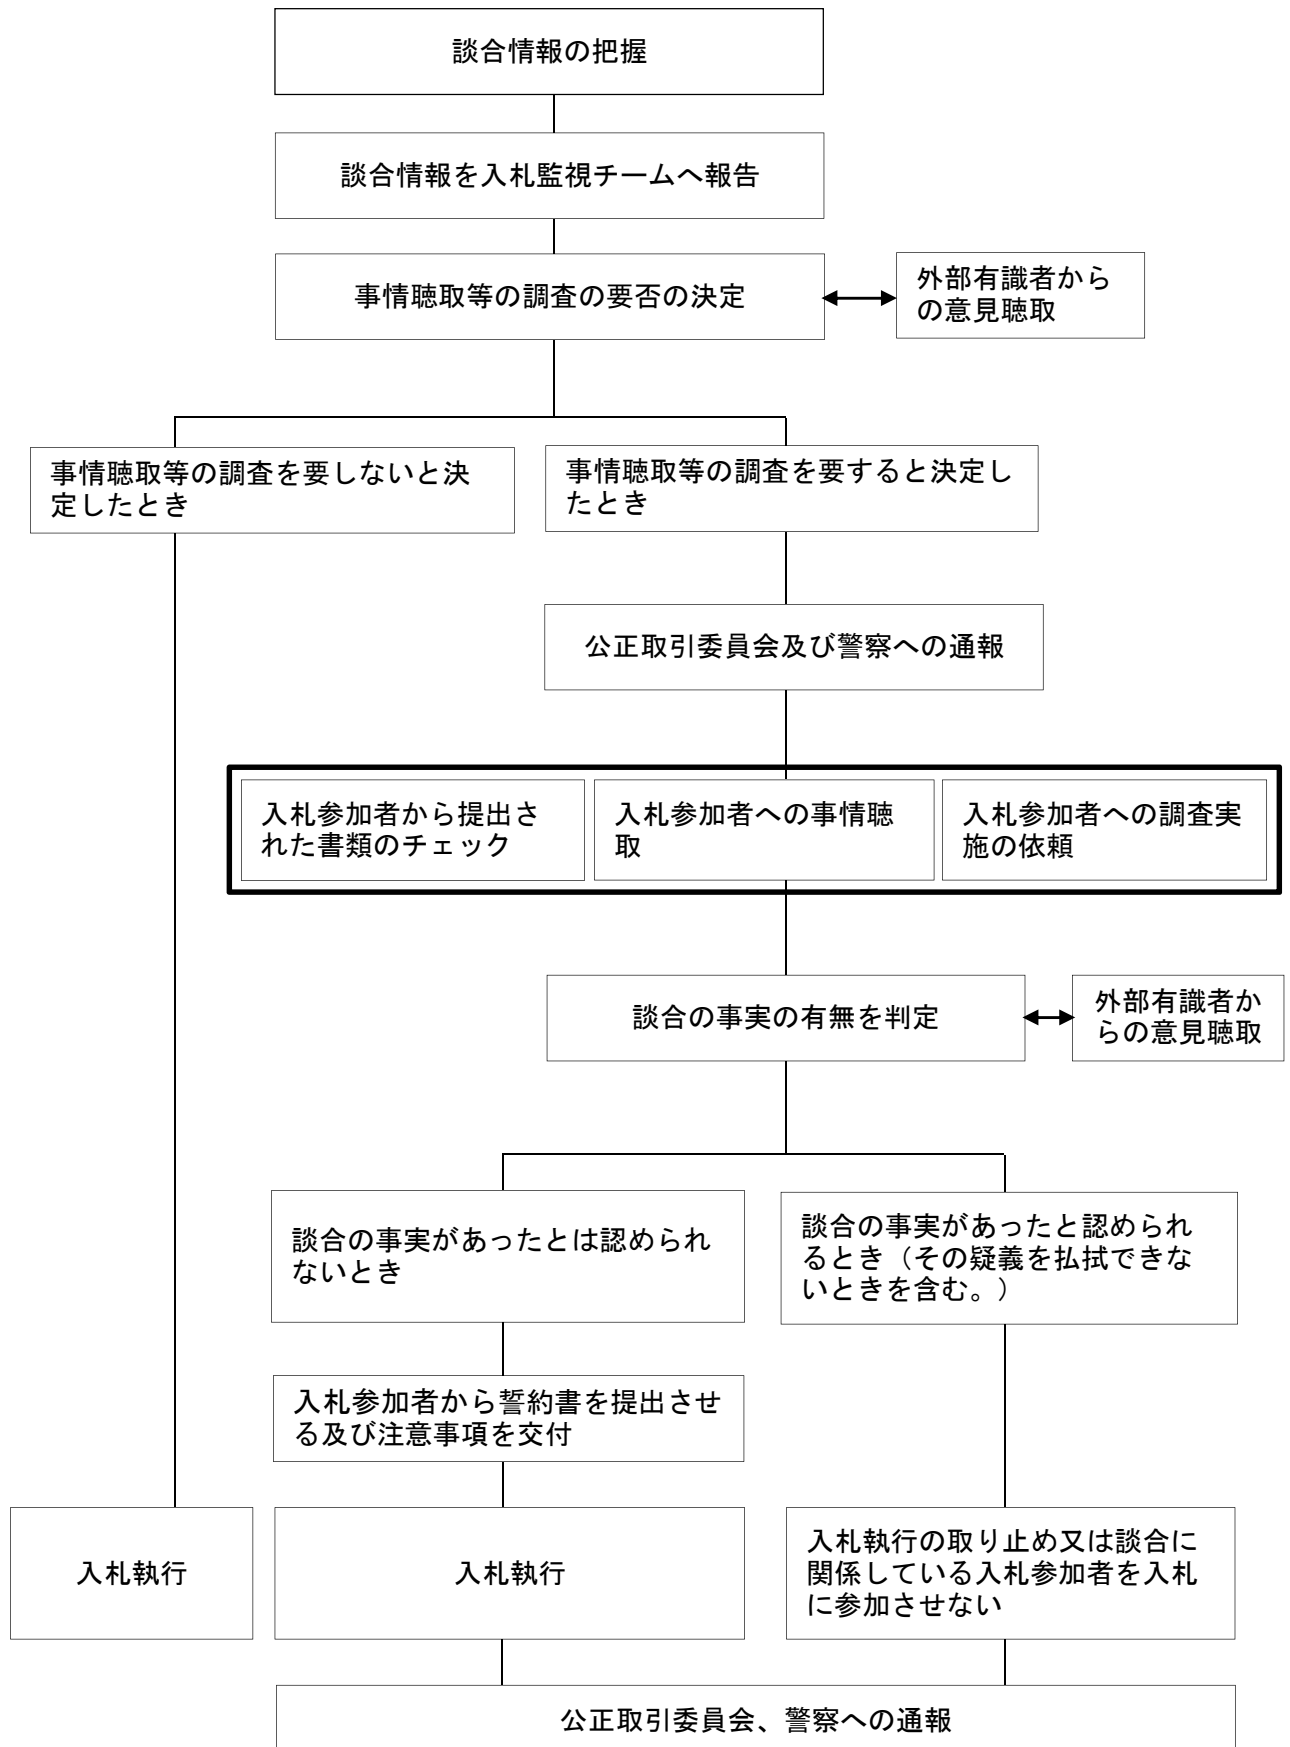 談合情報の把握
談合情報を入札監視チームへ報告
事情聴取等の調査の要否の決定
外部有識者から
の意見聴取
事情聴取等の調査を要しないと決
定したとき
事情聴取等の調査を要すると決定し
たとき
公正取引委員会及び警察への通報
入札参加者から提出さ
れた書類のチェック
入札参加者への事情聴
取
入札参加者への調査実
施の依頼
談合の事実の有無を判定
外部有識者か
らの意見聴取
談合の事実があったとは認められ
ないとき
談合の事実があったと認められ
るとき（その疑義を払拭できな
いときを含む。）
入札参加者から誓約書を提出させ
る及び注意事項を交付
入札執行
入札執行
入札執行の取り止め又は談合に
関係している入札参加者を入札
に参加させない
公正取引委員会、警察への通報